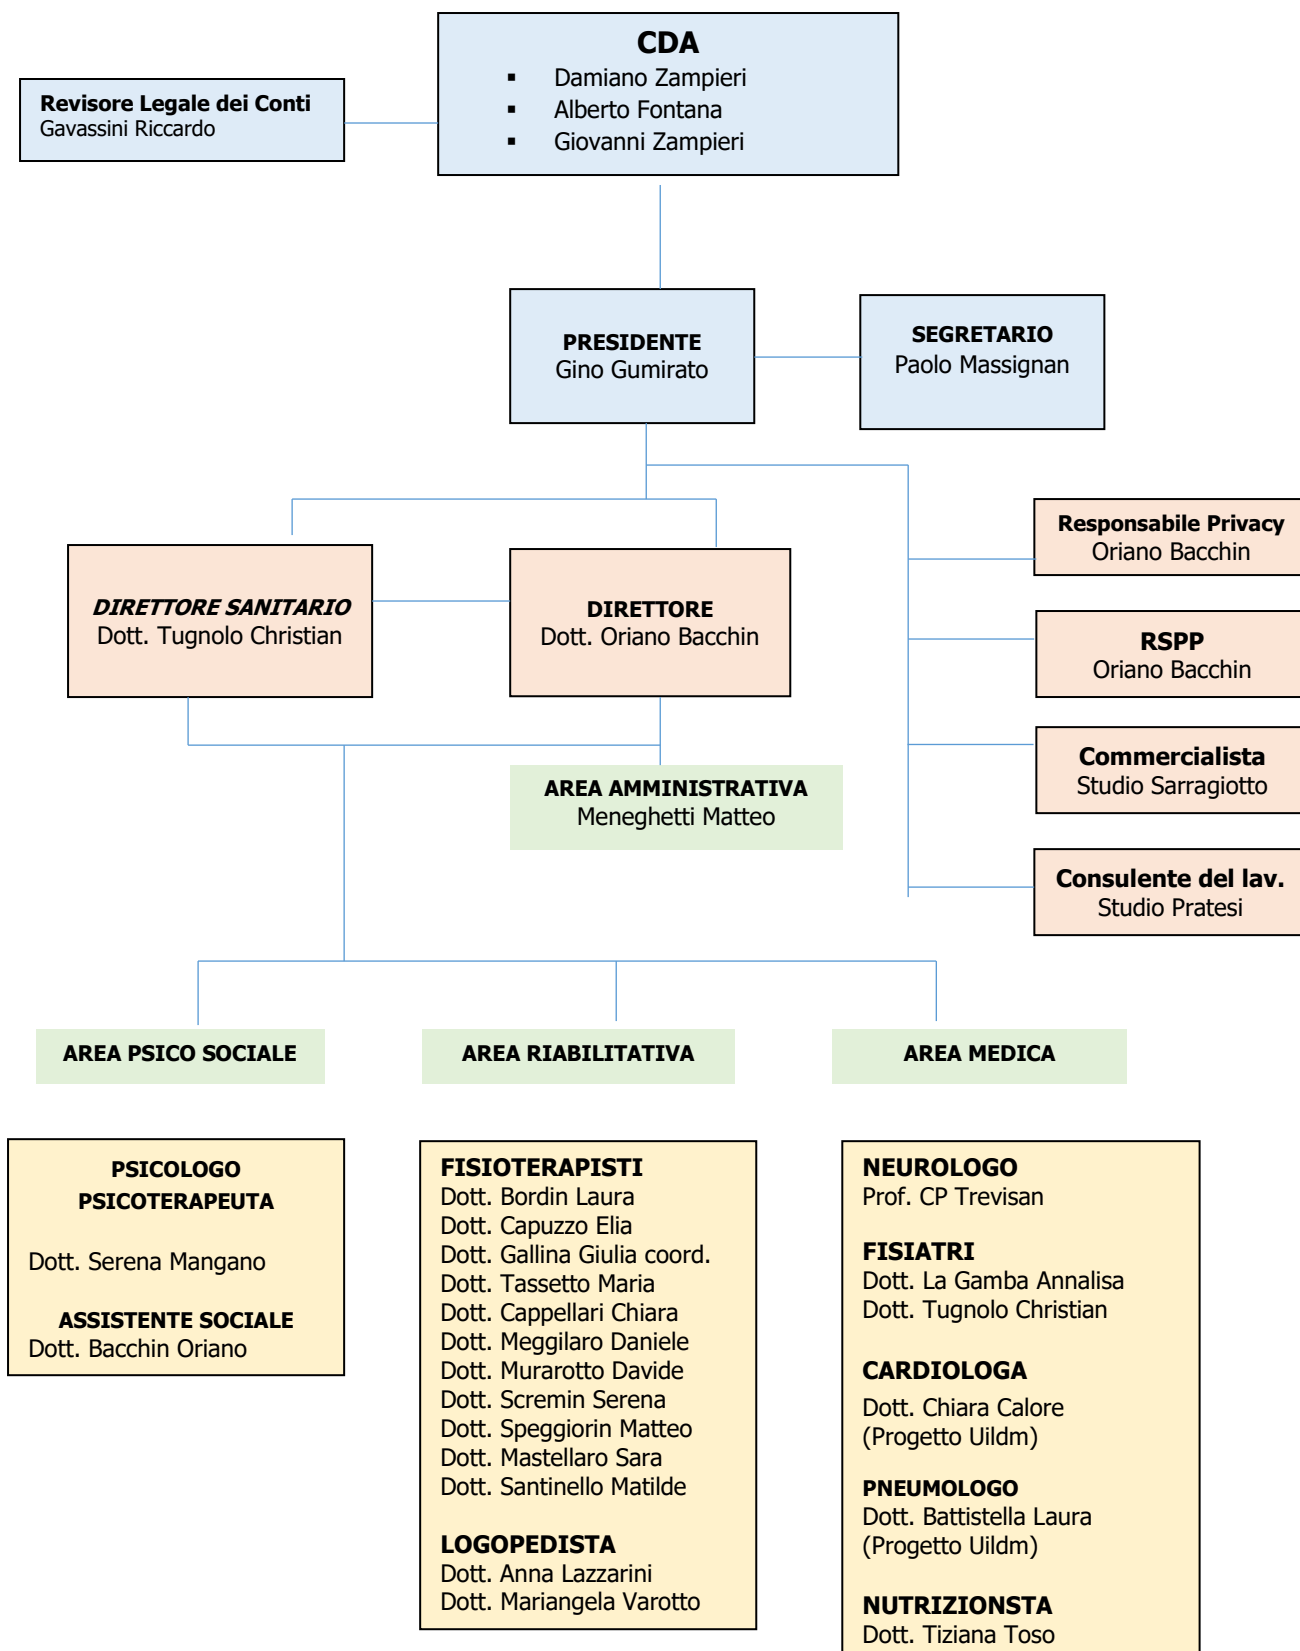 CDA
▪ Damiano Zampieri
▪ Alberto Fontana
▪ Giovanni Zampieri
Revisore Legale dei Conti
Gavassini Riccardo
PRESIDENTE
Gino Gumirato
SEGRETARIO
Paolo Massignan
DIRETTORE SANITARIO
Dott. Tugnolo Christian
DIRETTORE
Dott. Oriano Bacchin
Responsabile Privacy
Oriano Bacchin
RSPP
Oriano Bacchin
Commercialista
Studio Sarragiotto
Consulente del lav.
Studio Pratesi
AREA AMMINISTRATIVA
Meneghetti Matteo
AREA PSICO SOCIALE
AREA RIABILITATIVA
AREA MEDICA
PSICOLOGO
PSICOTERAPEUTA
Dott. Serena Mangano
ASSISTENTE SOCIALE
Dott. Bacchin Oriano
FISIOTERAPISTI
Dott. Bordin Laura
Dott. Capuzzo Elia
Dott. Gallina Giulia coord.
Dott. Tassetto Maria
Dott. Cappellari Chiara
Dott. Meggilaro Daniele
Dott. Murarotto Davide
Dott. Scremin Serena
Dott. Speggiorin Matteo
Dott. Mastellaro Sara
Dott. Santinello Matilde
LOGOPEDISTA
Dott. Anna Lazzarini
Dott. Mariangela Varotto
NEUROLOGO
Prof. CP Trevisan
FISIATRI
Dott. La Gamba Annalisa
Dott. Tugnolo Christian
CARDIOLOGA
Dott. Chiara Calore
(Progetto Uildm)
PNEUMOLOGO
Dott. Battistella Laura
(Progetto Uildm)
NUTRIZIONSTA
Dott. Tiziana Toso